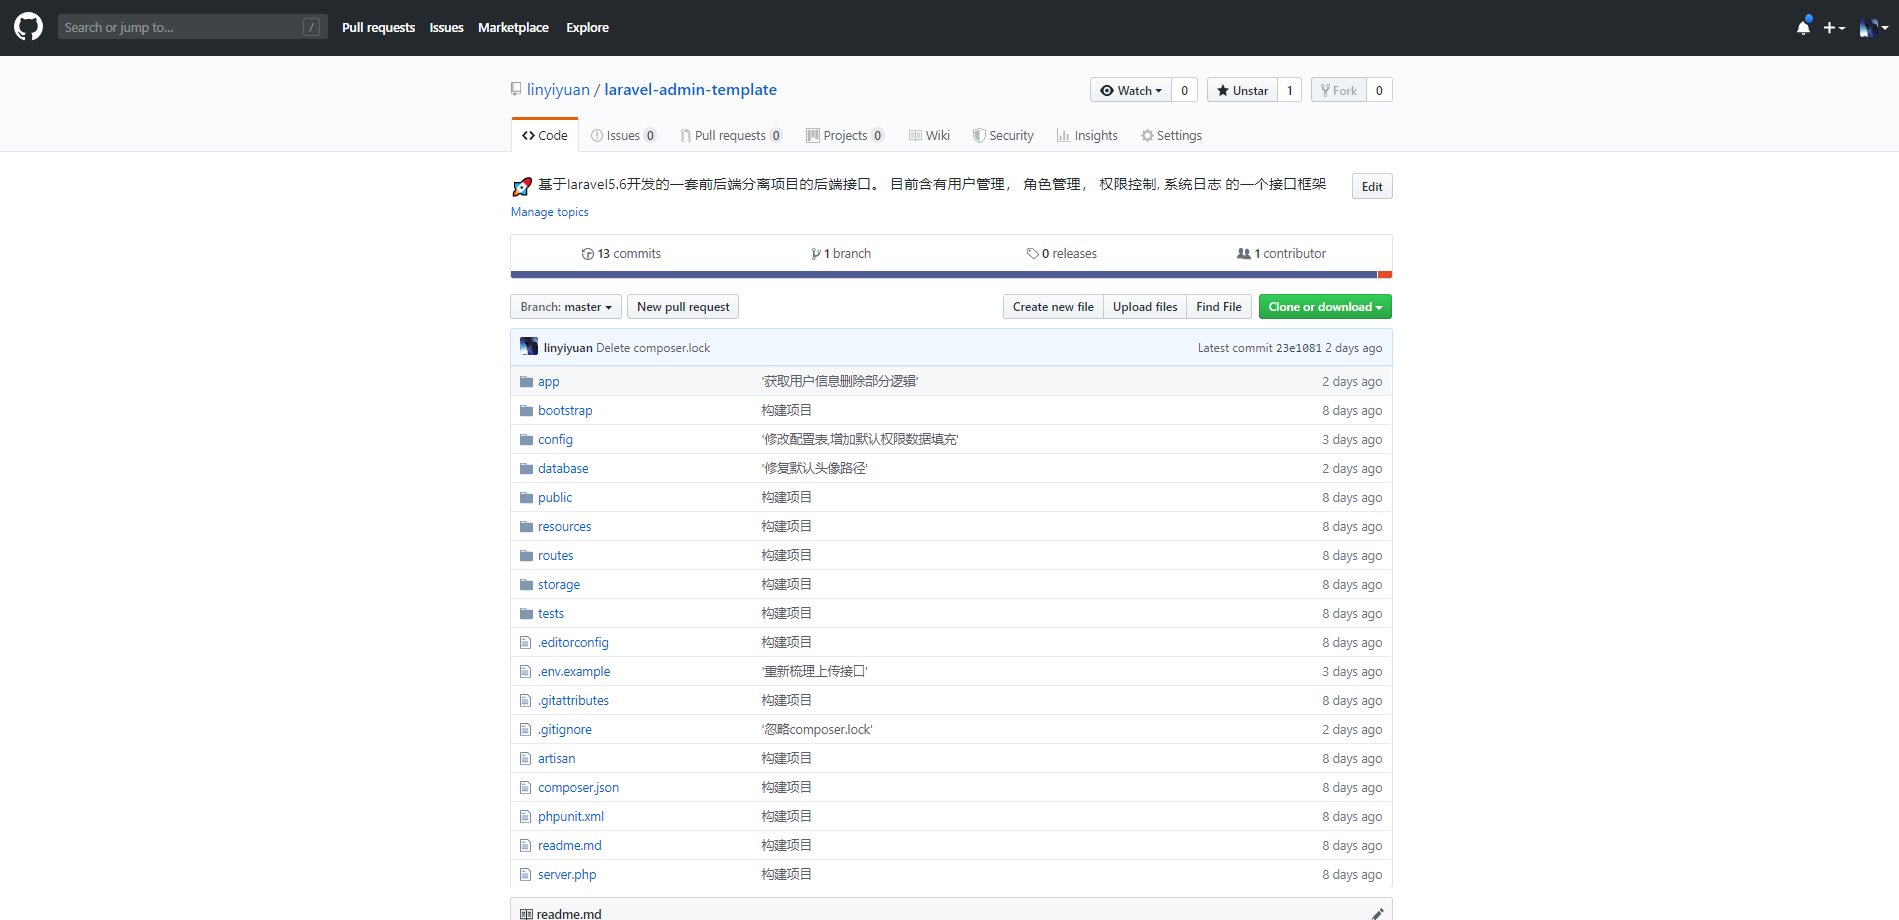 Search or jump to... / Pull requests Issues Marketplace Explore
linyiyuan / laravel-admin-template Watch 0 Unstar 1 Fork 0
Code Issues 0 Pull requests 0 Projects 0 Wiki Security Insights Settings
基于laravel5.6开发的一套前后端分离项目的后端接口。 目前含有用户管理， 角色管理， 权限控制, 系统日志 的一个接口框架 Edit
Manage topics
13 commits 1 branch 0 releases 1 contributor
Branch: master New pull request Create new file Upload files Find File Clone or download
linyiyuan Delete composer.lock Latest commit 23e1081 2 days ago
app '获取用户信息删除部分逻辑' 2 days ago
bootstrap 构建项目 8 days ago
config '修改配置表,增加默认权限数据填充' 3 days ago
database '修复默认头像路径' 2 days ago
public 构建项目 8 days ago
resources 构建项目 8 days ago
routes 构建项目 8 days ago
storage 构建项目 8 days ago
tests 构建项目 8 days ago
.editorconfig 构建项目 8 days ago
.env.example '重新梳理上传接口' 3 days ago
.gitattributes 构建项目 8 days ago
.gitignore '忽略composer.lock' 2 days ago
artisan 构建项目 8 days ago
composer.json 构建项目 8 days ago
phpunit.xml 构建项目 8 days ago
readme.md 构建项目 8 days ago
server.php 构建项目 8 days ago
readme.md